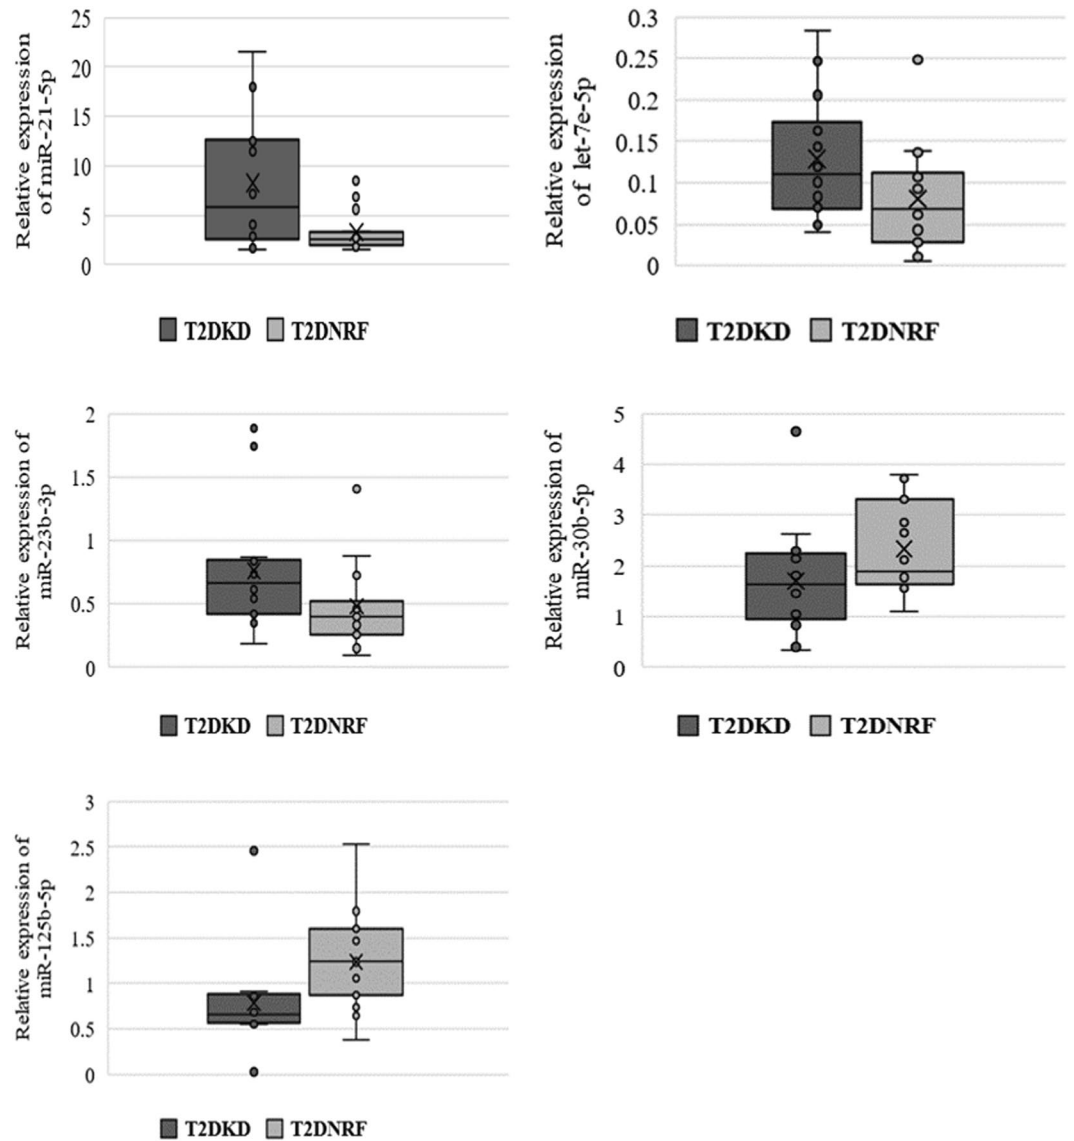 Relative expression
of miR-21-5p
25
20
15
10
5
0
T2DKD T2DNRF
Relative expression
of let-7e-5p
0.3
0.25
0.2
0.15
0.1
0.05
0
T2DKD T2DNRF
Relative expression of
miR-23b-3p
2
1.5
1
0.5
0
T2DKD T2DNRF
Relative expression of
miR-30b-5p
5
4
3
2
1
0
T2DKD T2DNRF
Relative expression of
miR-125b-5p
3
2.5
2
1.5
1
0.5
0
T2DKD T2DNRF